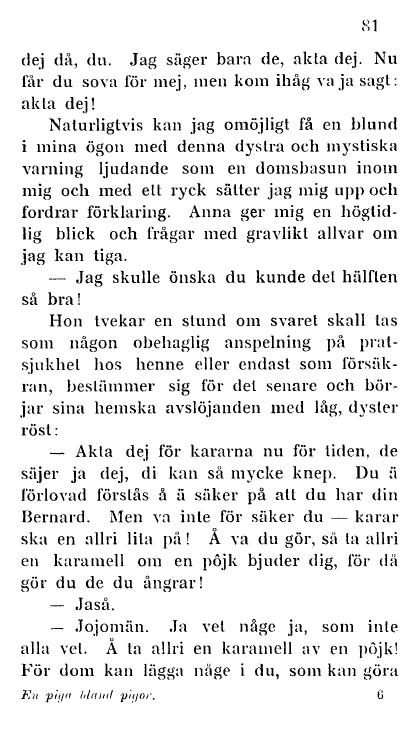 81
dej då, du. Jag säger bara de, akta dej. Nu
får du sova för mej, men kom ihåg va ja sagt:
akta dej!
Naturligtvis kan jag omöjligt få en blund
i mina ögon med denna dystra och mystiska
varning ljudande som en domsbasun inom
mig och med ett ryck sätter jag mig upp och
fordrar förklaring. Anna ger mig en högtid-
lig blick och frågar med gravlikt allvar om
jag kan tiga.
— Jag skulle önska du kunde det hälften
så bra!
Hon tvekar en stund om svaret skall tas
som någon obehaglig anspelning på prat-
sjukhet hos henne eller endast som försäk-
ran, bestämmer sig för det senare och bör-
jar sina hemska avslöjanden med låg, dyster
röst:
— Akta dej för kararna nu för tiden, de
säjer ja dej, di kan så mycke knep. Du ä
förlovad förstås å ä säker på att du har din
Bernard. Men va inte för säker du — karar
ska en allri lita på! Å va du gör, så ta allri
en karamell om en pôjk bjuder dig, för då
gör du de du ångrar!
— Jaså.
— Jojomän. Ja vet någe ja, som inte
alla vet. Å ta allri en karamell av en pôjk!
För dom kan lägga någe i du, som kan göra
En piga bland pigor. 6